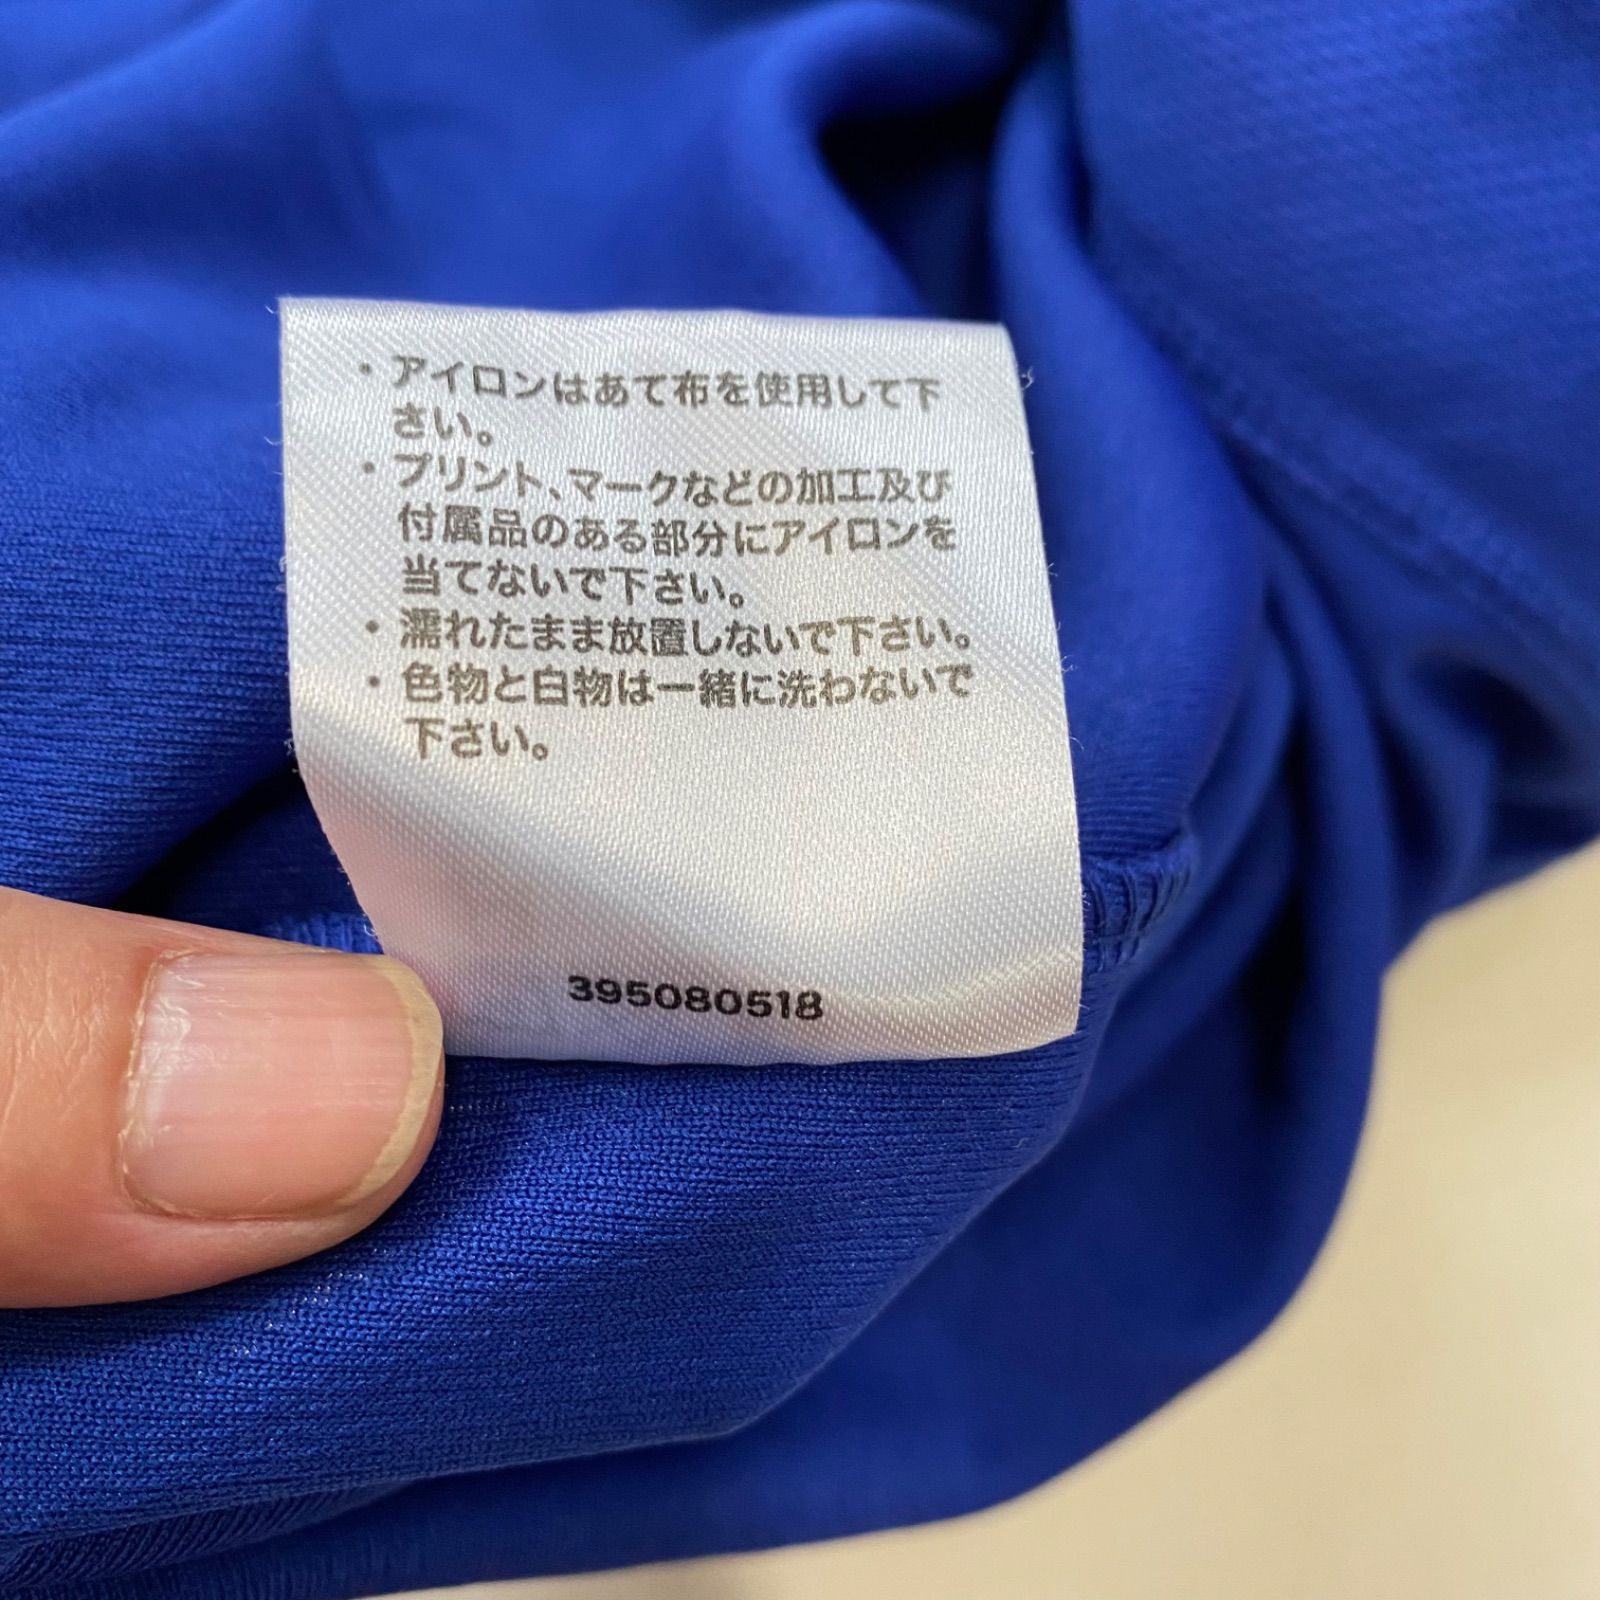 ・アイロンはあて布を使用して下
さい。
・プリント、マークなどの加工及び
付属品のある部分にアイロンを
当てないで下さい。
・濡れたまま放置しないで下さい。
・色物と白物は一緒に洗わないで
下さい。
395080518